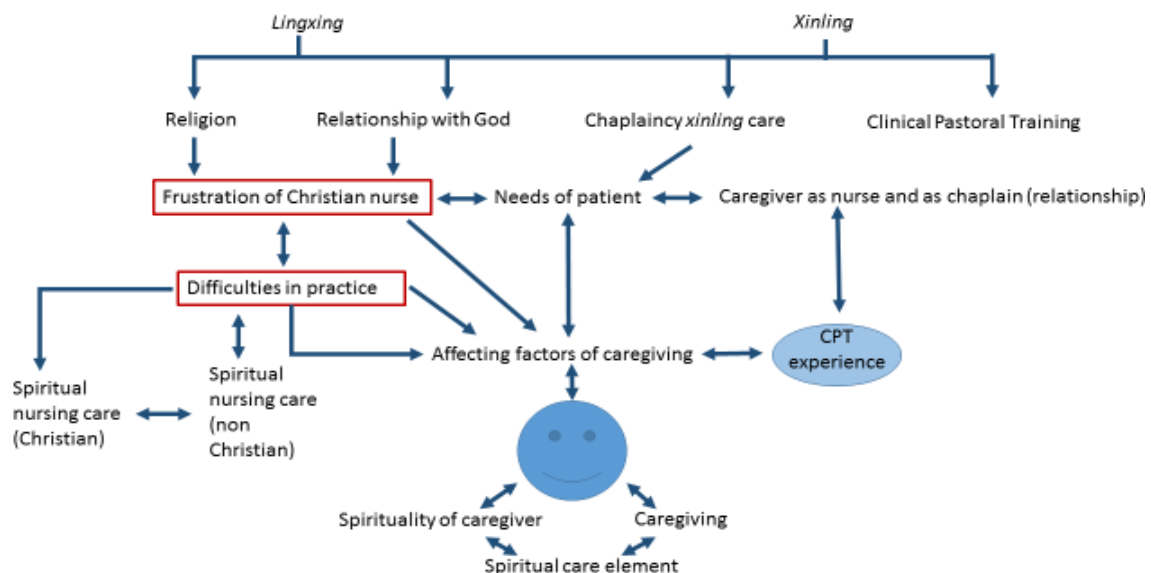 Lingxing
Xinling
Religion
Relationship with God
Chaplaincy xinling care
Clinical Pastoral Training
Frustration of Christian nurse
Needs of patient
Caregiver as nurse and as chaplain (relationship)
Difficulties in practice
Affecting factors of caregiving
CPT
experience
Spiritual
nursing care
(Christian)
Spiritual
nursing care
(non
Christian)
Spirituality of caregiver
Caregiving
Spiritual care element